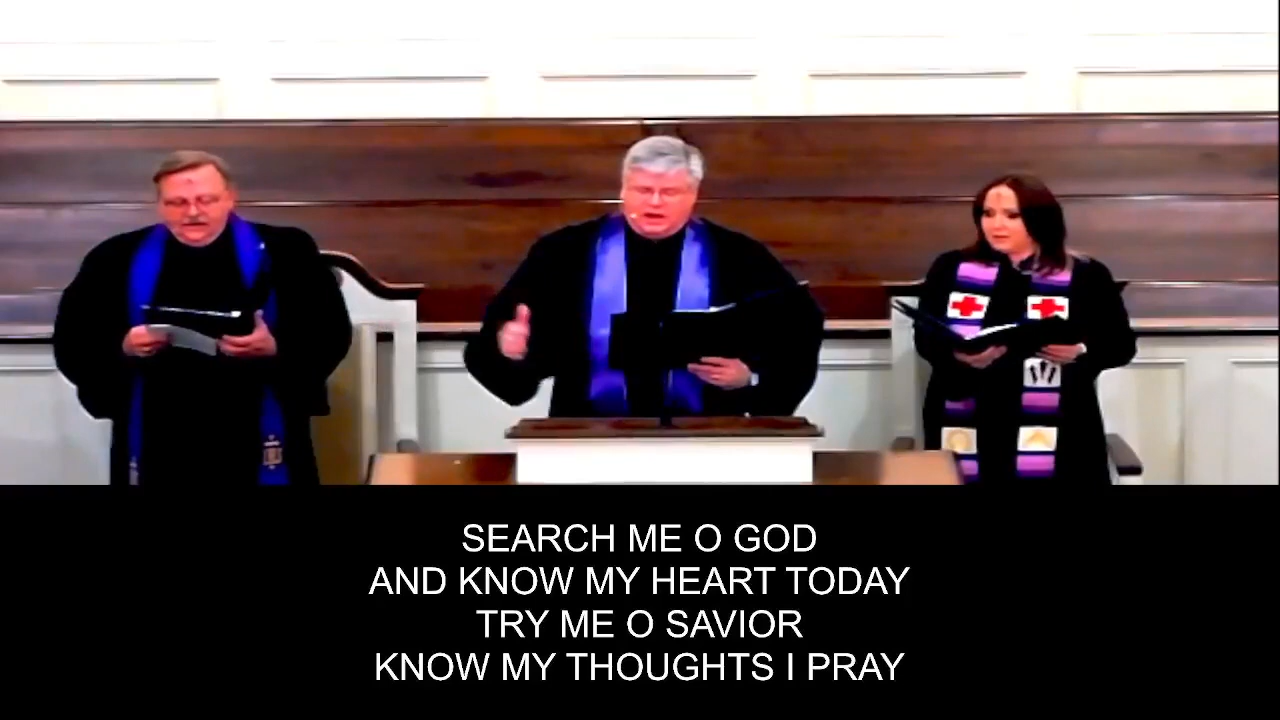 SEARCH ME O GOD
AND KNOW MY HEART TODAY
TRY ME O SAVIOR
KNOW MY THOUGHTS I PRAY